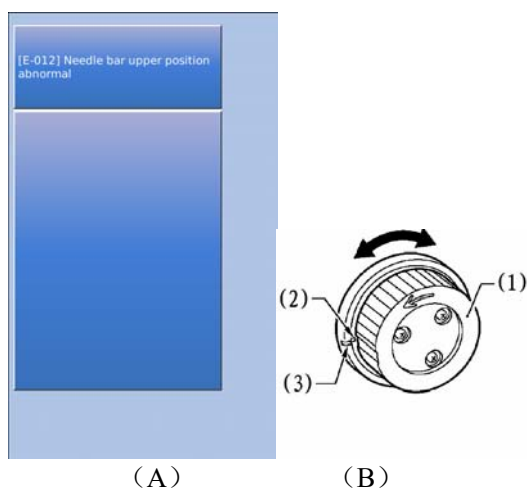 [E-012] Needle bar upper position
abnormal
(1)
(2)
(3)
（A）
（B）